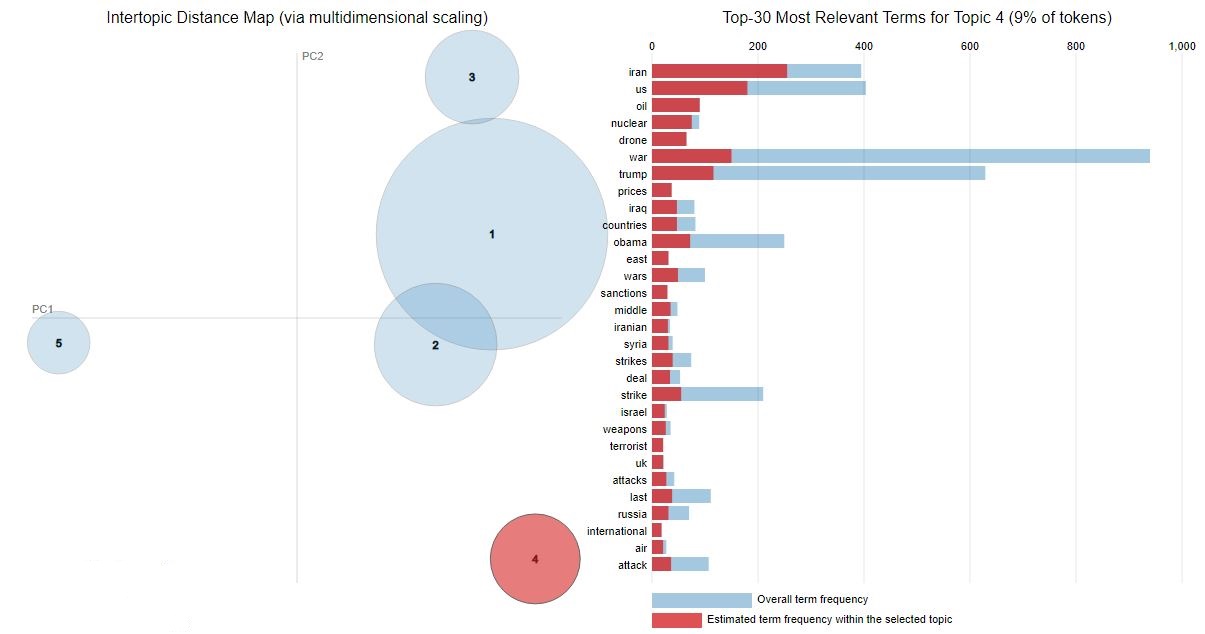 Intertopic Distance Map (via multidimensional scaling)
PC2
3
1
PC1
5
2
4
Top-30 Most Relevant Terms for Topic 4 (9% of tokens)
0 200 400 600 800 1,000
iran
us
oil
nuclear
drone
war
trump
prices
iraq
countries
obama
east
wars
sanctions
middle
iranian
syria
strikes
deal
strike
israel
weapons
terrorist
uk
attacks
last
russia
international
air
attack
Overall term frequency
Estimated term frequency within the selected topic